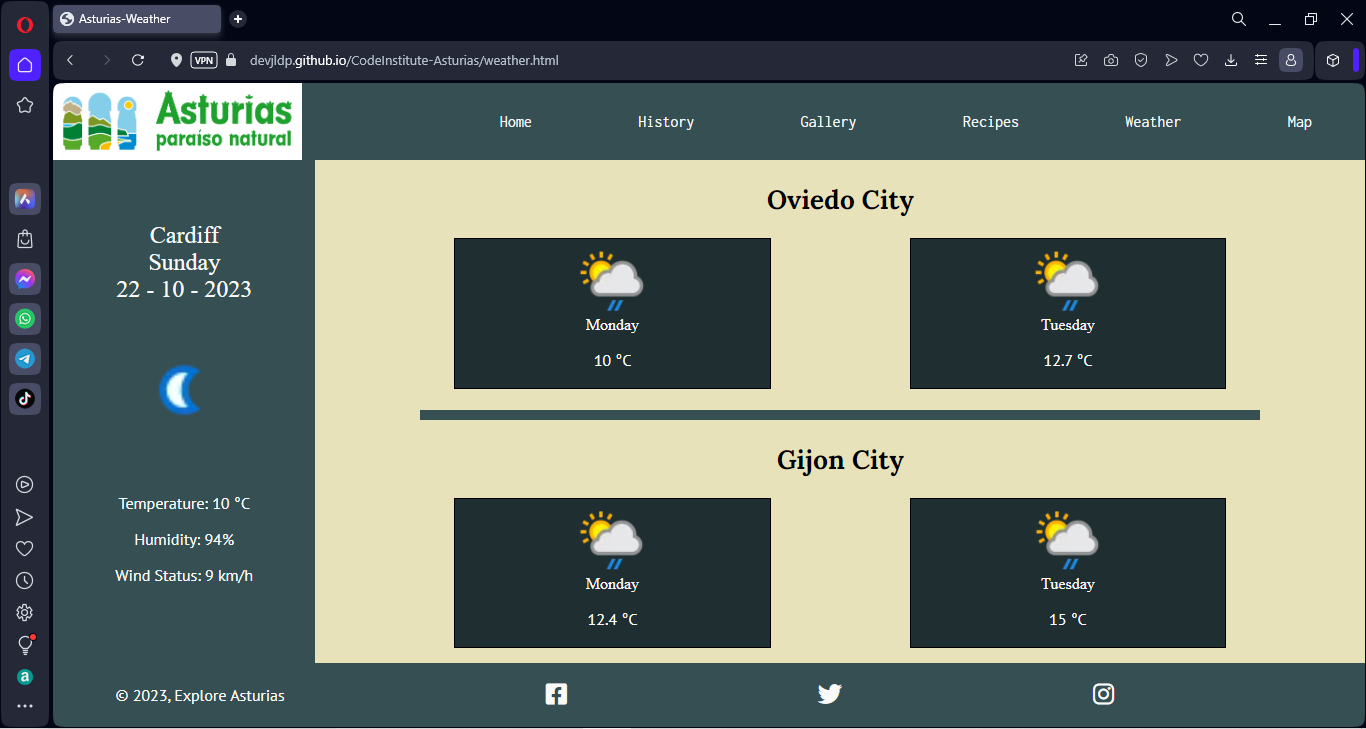 Asturias-Weather
VPN
devjldp.github.io/CodeInstitute-Asturias/weather.html
Asturias
paraíso natural
Home History Gallery Recipes Weather Map
Cardiff
Sunday
22 - 10 - 2023
Temperature: 10 °C
Humidity: 94%
Wind Status: 9 km/h
Oviedo City
Monday
10 °C
Tuesday
12.7 °C
Gijon City
Monday
12.4 °C
Tuesday
15 °C
a
© 2023, Explore Asturias